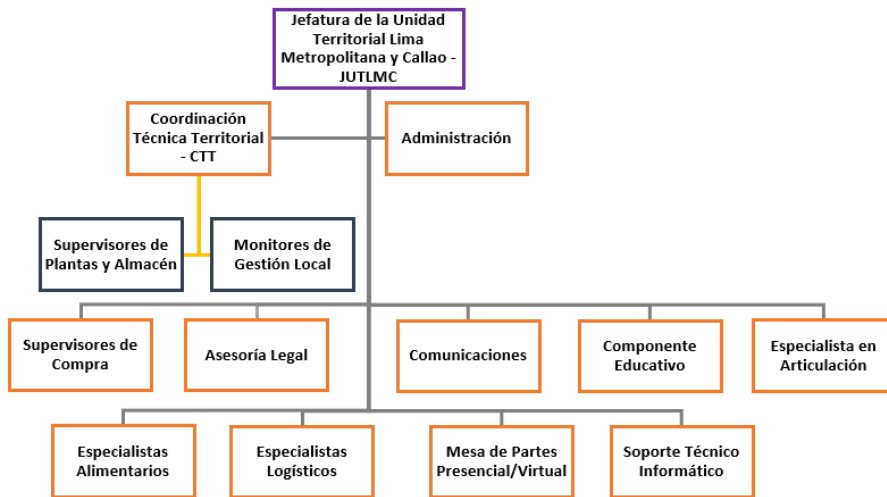 Jefatura de la Unidad
Territorial Lima
Metropolitana y Callao -
JUTLMC
Coordinación
Técnica Territorial
- CTT
Administración
Supervisores de
Plantas y Almacén
Monitores de
Gestión Local
Supervisores de
Compra
Asesoría Legal
Comunicaciones
Componente
Educativo
Especialista en
Articulación
Especialistas
Alimentarios
Especialistas
Logísticos
Mesa de Partes
Presencial/Virtual
Soporte Técnico
Informático